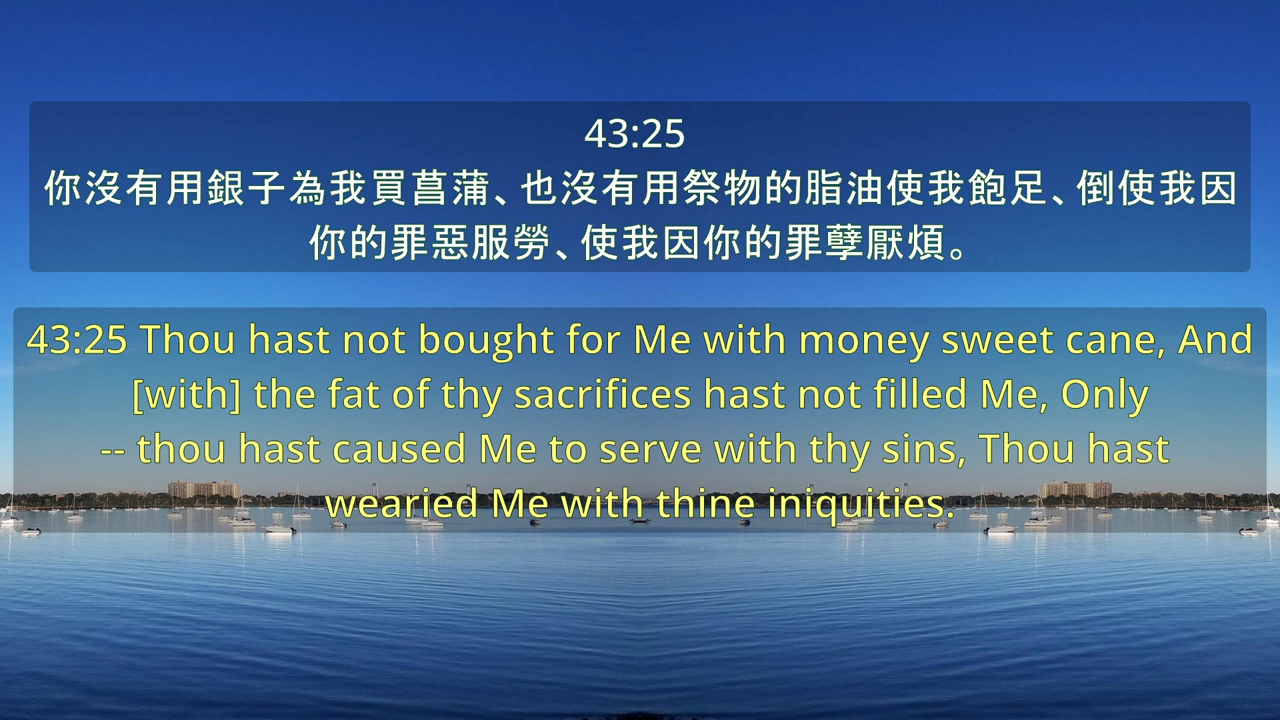 43:25
你沒有用銀子為我買菖蒲、也沒有用祭物的脂油使我飽足、倒使我因
你的罪惡服勞、使我因你的罪孽厭煩。
43:25 Thou hast not bought for Me with money sweet cane, And
[with] the fat of thy sacrifices hast not filled Me, Only
-- thou hast caused Me to serve with thy sins, Thou hast
wearied Me with thine iniquities.